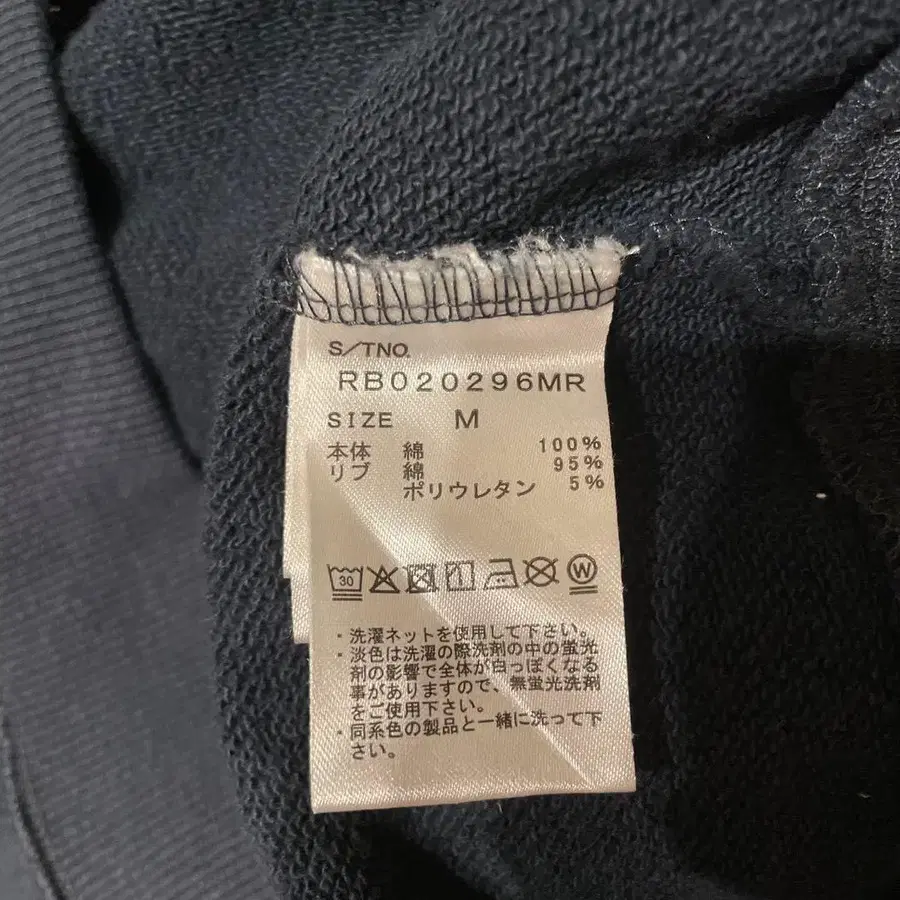 S/TNO.
RB020296MR
SIZE M
本体 綿 100%
リブ 綿 95%
ポリウレタン 5%
30 W
・洗濯ネットを使用して下さい。
・淡色は洗濯の際洗剤の中の蛍光
剤の影響で全体が白っぽくなる
事がありますので、無蛍光洗剤
をご使用下さい。
・同系色の製品と一緒に洗って下
さい。